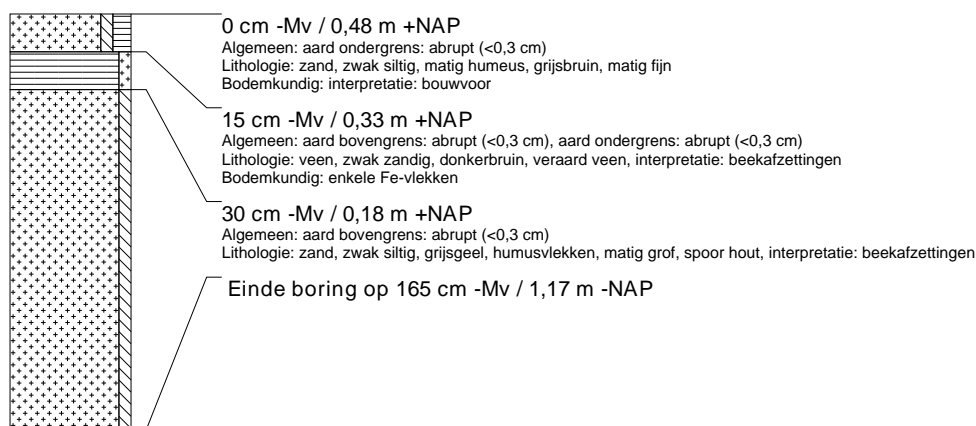 0 cm -Mv / 0,48 m +NAP
Algemeen: aard ondergrens: abrupt (<0,3 cm)
Lithologie: zand, zwak siltig, matig humeus, grijsbruin, matig fijn
Bodemkundig: interpretatie: bouwvoor
15 cm -Mv / 0,33 m +NAP
Algemeen: aard bovengrens: abrupt (<0,3 cm), aard ondergrens: abrupt (<0,3 cm)
Lithologie: veen, zwak zandig, donkerbruin, veraard veen, interpretatie: beekafzettingen
Bodemkundig: enkele Fe-vlekken
30 cm -Mv / 0,18 m +NAP
Algemeen: aard bovengrens: abrupt (<0,3 cm)
Lithologie: zand, zwak siltig, grijsgeel, humusvlekken, matig grof, spoor hout, interpretatie: beekafzettingen
Einde boring op 165 cm -Mv / 1,17 m -NAP